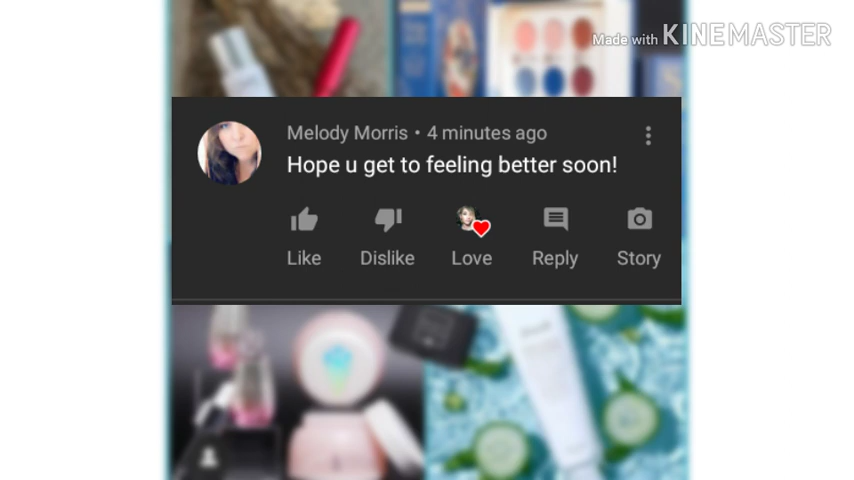 Made with KINEMASTER
Melody Morris • 4 minutes ago
Hope u get to feeling better soon!
Like Dislike Love Reply Story